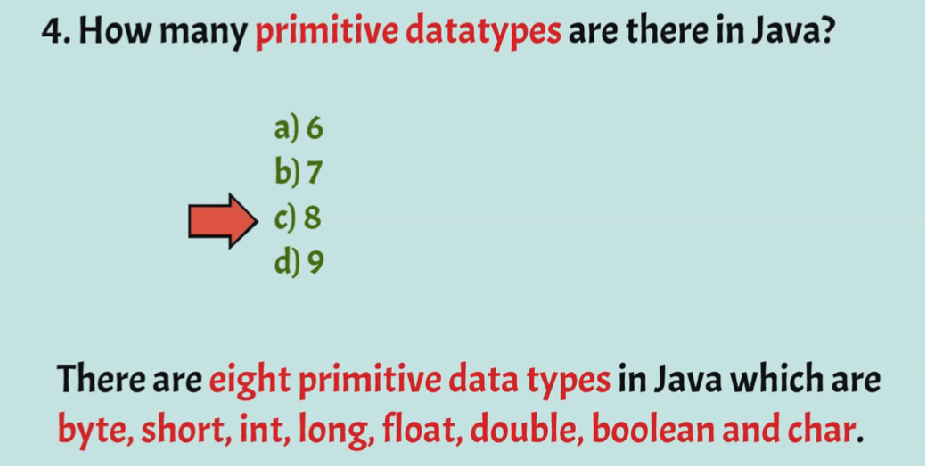 4. How many primitive datatypes are there in Java?
a) 6
b) 7
c) 8
d) 9
There are eight primitive data types in Java which are
byte, short, int, long, float, double, boolean and char.